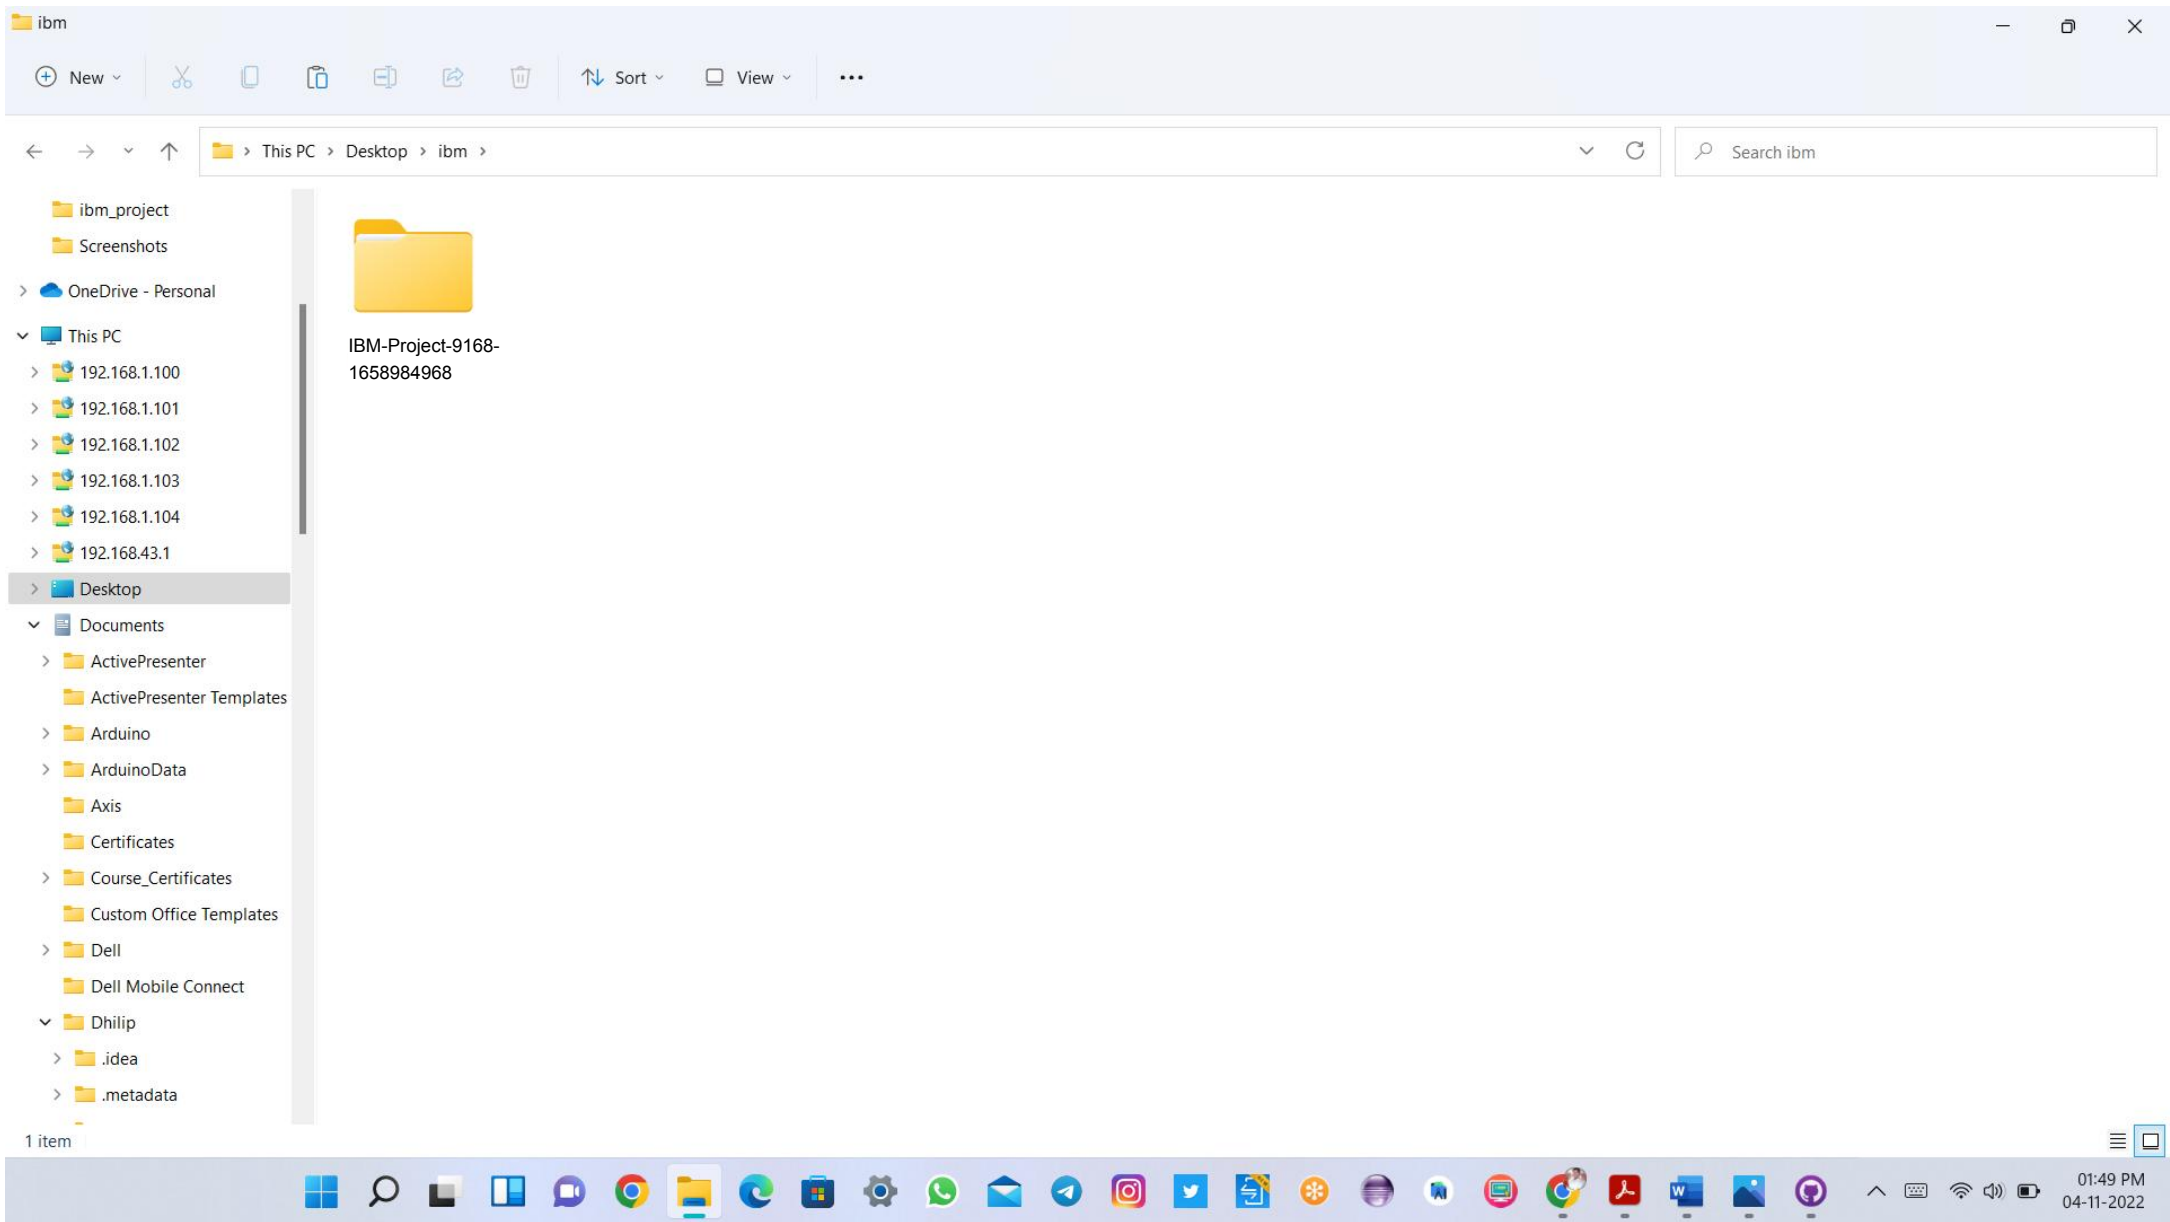 ibm
New
Sort
View
This PC > Desktop > ibm >
Search ibm
ibm_project
Screenshots
OneDrive - Personal
This PC
192.168.1.100
192.168.1.101
192.168.1.102
192.168.1.103
192.168.1.104
192.168.43.1
Desktop
Documents
ActivePresenter
ActivePresenter Templates
Arduino
ArduinoData
Axis
Certificates
Course_Certificates
Custom Office Templates
Dell
Dell Mobile Connect
Dhilip
.idea
.metadata
IBM-Project-9168-
1658984968
1 item
01:49 PM
04-11-2022